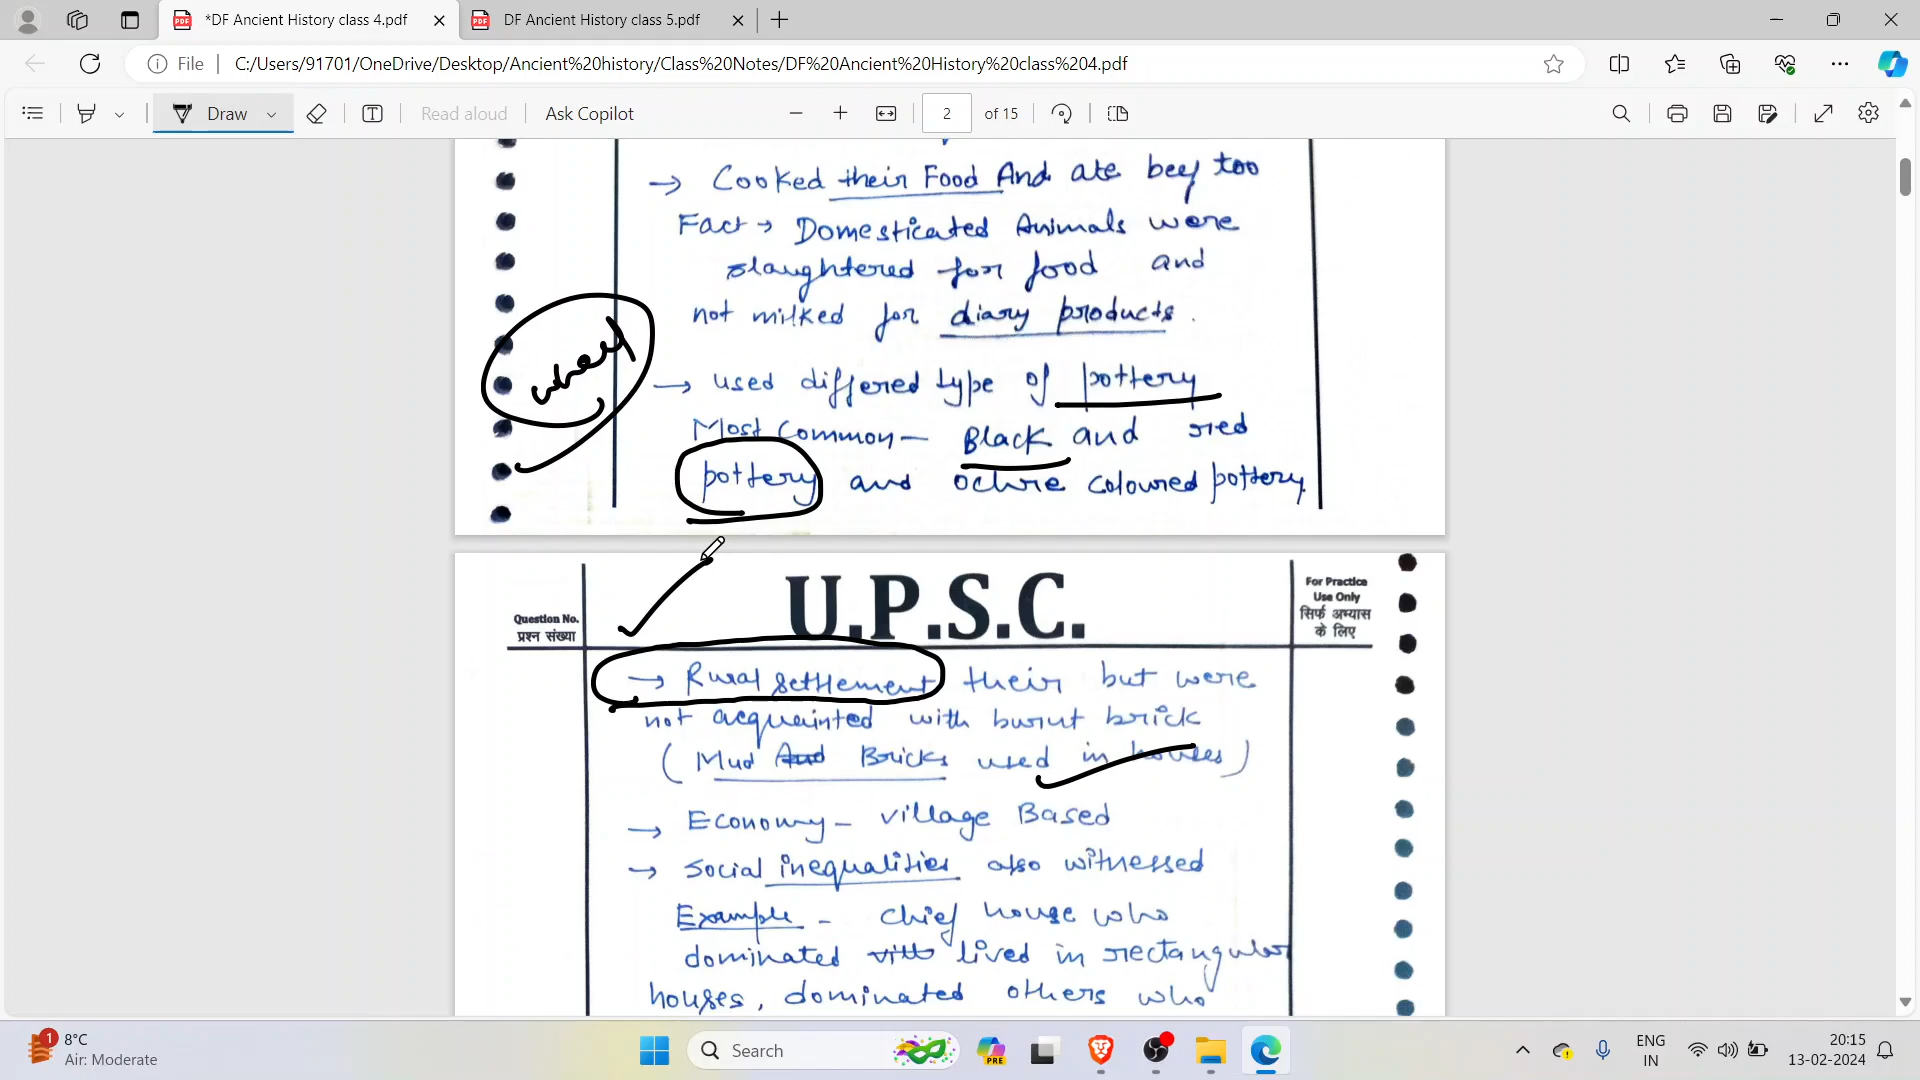 *DF Ancient History class 4.pdf
DF Ancient History class 5.pdf
File
C:/Users/91701/OneDrive/Desktop/Ancient%20history/Class%20Notes/DF%20Ancient%20History%20class%204.pdf
Draw
Read aloud
Ask Copilot
2 of 15
→ Cooked their Food And ate beef too
Fact → Domesticated Animals were
slaughtered for food and
not milked for diary products.
wheel
→ used differed type of pottery
Most Common – Black and red
pottery and ochre coloured pottery.
U.P.S.C.
Question No.
प्रश्न संख्या
For Practice
Use Only
सिर्फ अभ्यास
के लिए
→ Rural settlement their but were
not acquainted with burnt brick
(Mud And Bricks used in houses)
→ Economy – village Based
→ Social inequalities also witnessed
Example – chief house who
dominated lived in rectangular
houses, dominated others who
1
8°C
Air: Moderate
Search
PRE
ENG
IN
20:15
13-02-2024